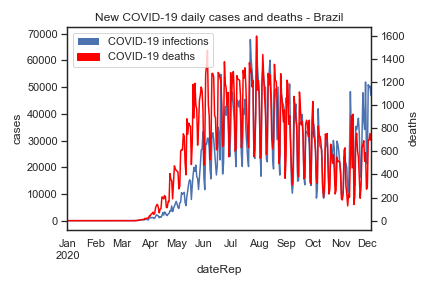 New COVID-19 daily cases and deaths - Brazil
COVID-19 infections
COVID-19 deaths
70000
60000
50000
40000
30000
20000
10000
0
cases
1600
1400
1200
1000
800
600
400
200
0
deaths
Jan Feb Mar Apr May Jun Jul Aug Sep Oct Nov Dec
2020
dateRep